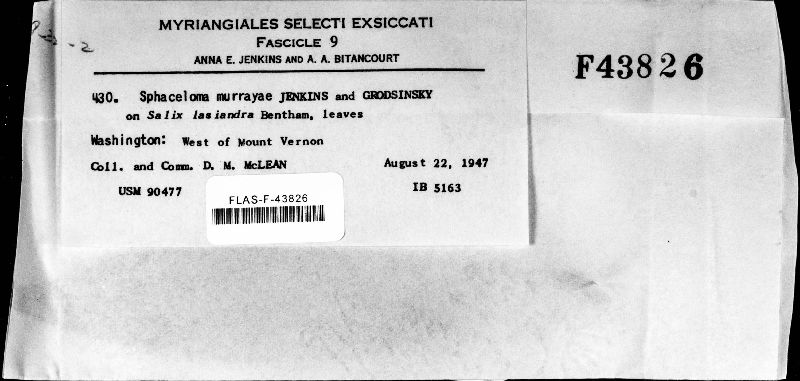 MYRIANGIALES SELECTI EXSICCATI
FASCICLE 9
ANNA E. JENKINS AND A. A. BITANCOURT
430. Sphaceloma murrayae JENKINS and GRODSINSKY
on Salix lasiandra Bentham, leaves
Washington: West of Mount Vernon
Coll. and Comm. D. M. McLEAN August 22, 1947
USM 90477 IB 5163
FLAS-F-43826
F43826